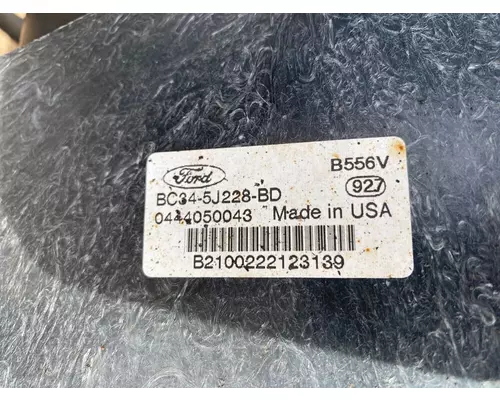 Ford B556V
BC34-5J228-BD 927
0444050043 Made in USA
B2100222123139